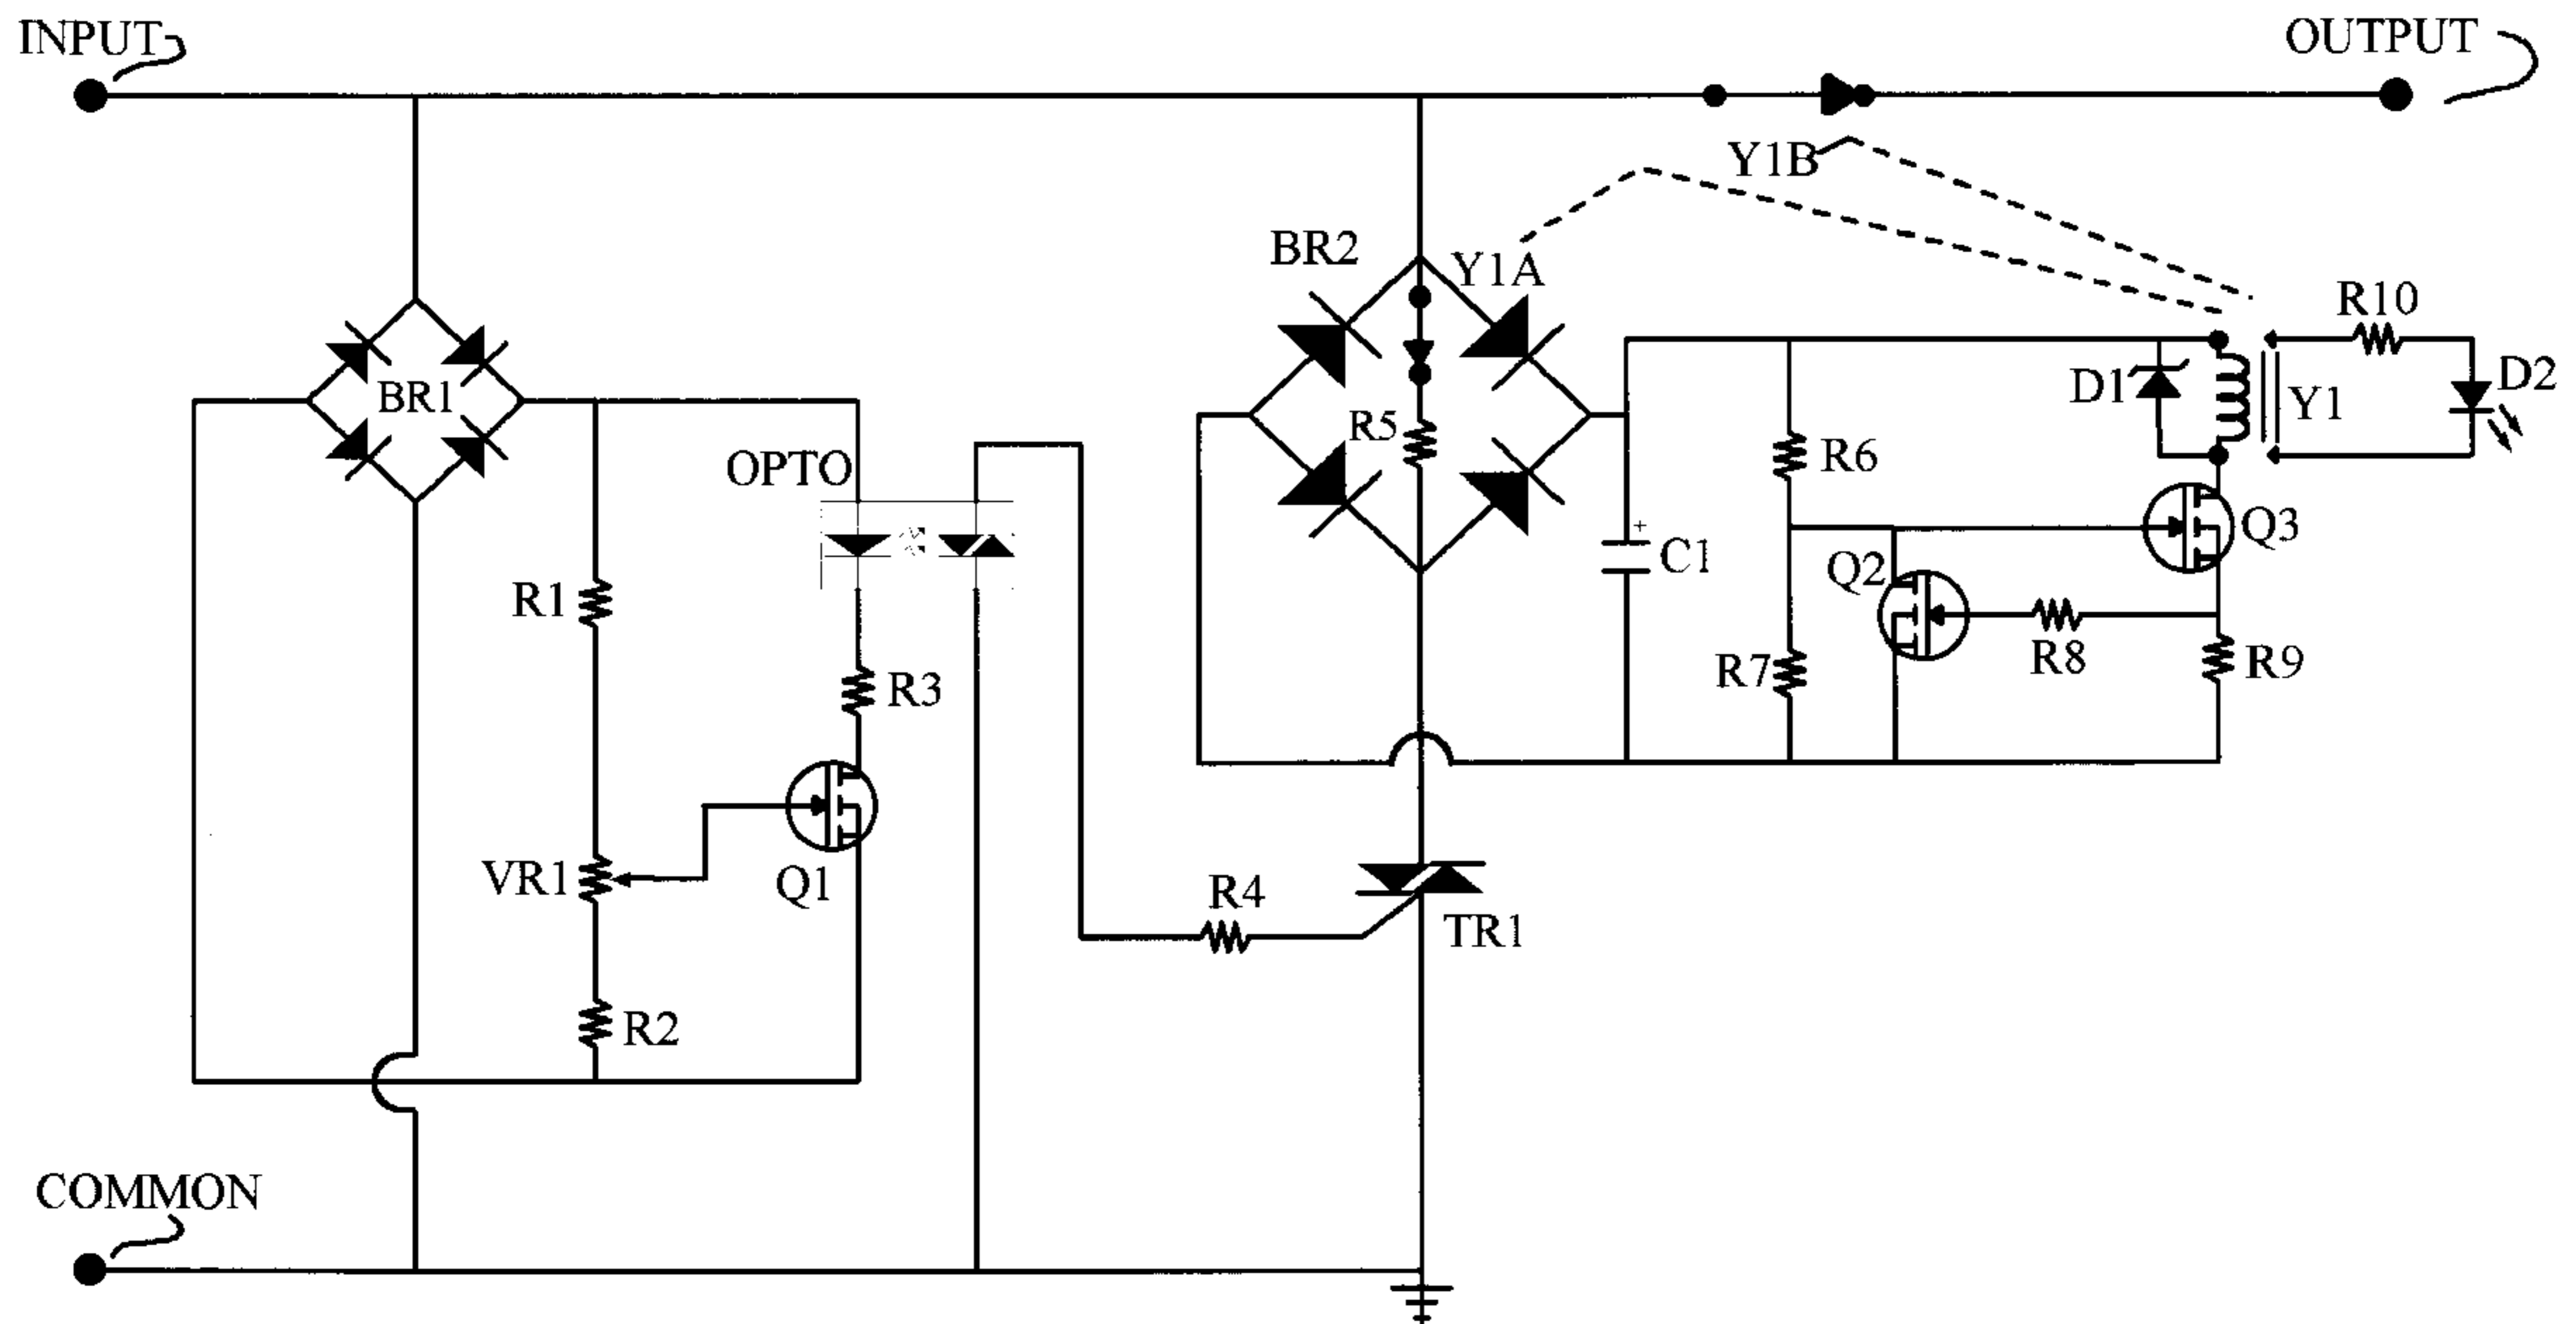 INPUT
OUTPUT
Y1B
BR2
Y1A
R10
BR1
D1
Y1
D2
R5
OPTO
R6
Q3
+
C1
Q2
R1
R8
R9
R7
R3
VR1
Q1
R4
TR1
R2
COMMON